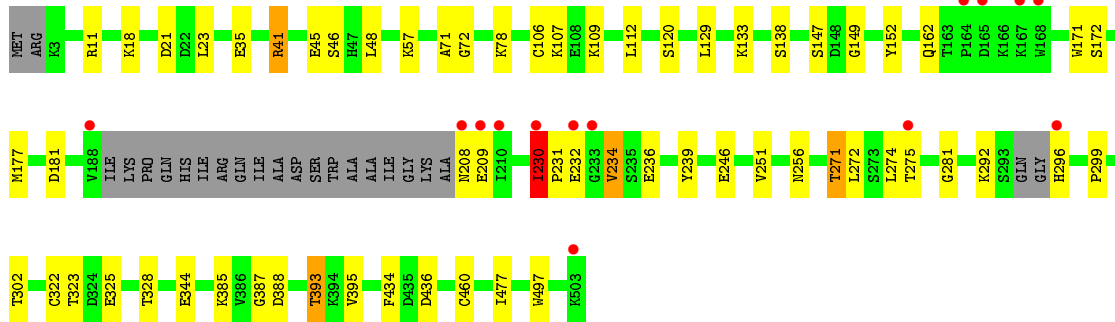 MET ARG K3 R11 K18 D21 D22 L23 E35 R41 E45 S46 H47 L48 K57 A71 G72 K78 C106 K107 E108 K109 L112 S120 L129 K133 S138 S147 D148 G149 Y152 Q162 T163 P164 D165 K166 K167 W168 W171 S172
M177 D181 V188 ILE LYS PRO GLN HIS ILE ARG GLN ILE ALA ASP SER TRP ALA ALA ILE GLY LYS ALA N208 E209 I210 I230 P231 E232 G233 V234 S235 E236 Y239 E246 V251 N256 T271 L272 S273 L274 T275 G281 K292 S293 GLN GLY H296 P299
T302 C322 T323 D324 E325 T328 E344 K385 V386 G387 D388 T393 K394 V395 F434 D435 D436 C460 I477 W497 K503